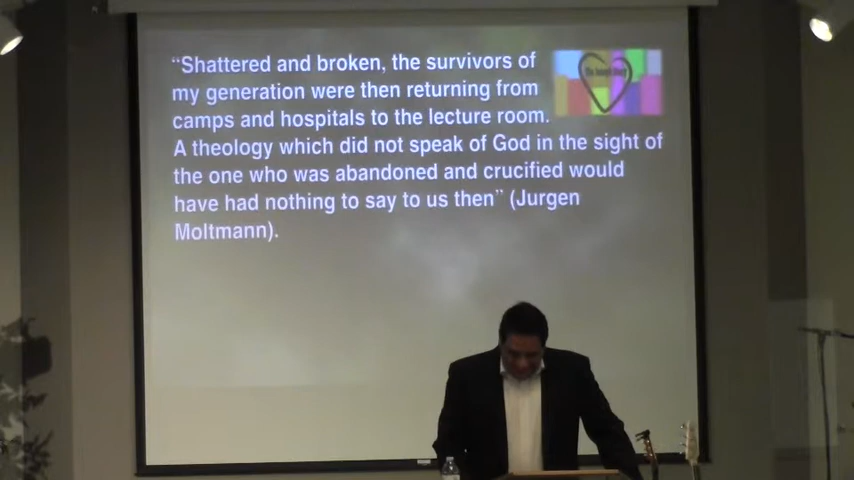 “Shattered and broken, the survivors of
my generation were then returning from
camps and hospitals to the lecture room.
A theology which did not speak of God in the sight of
the one who was abandoned and crucified would
have had nothing to say to us then” (Jurgen
Moltmann).